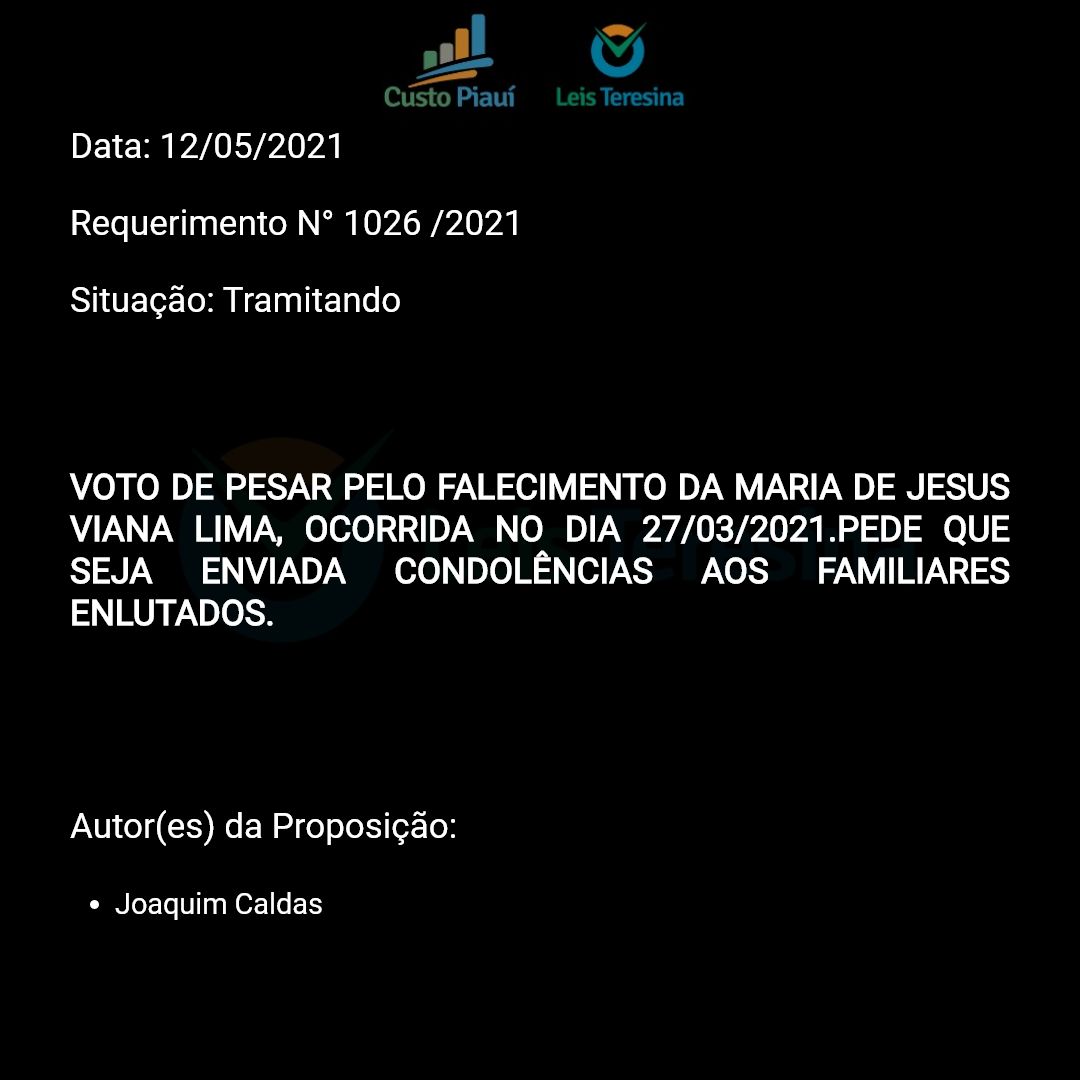 Custo Piauí Leis Teresina
Data: 12/05/2021
Requerimento N° 1026 /2021
Situação: Tramitando
VOTO DE PESAR PELO FALECIMENTO DA MARIA DE JESUS
VIANA LIMA, OCORRIDA NO DIA 27/03/2021.PEDE QUE
SEJA ENVIADA CONDOLÊNCIAS AOS FAMILIARES
ENLUTADOS.
Autor(es) da Proposição:
• Joaquim Caldas